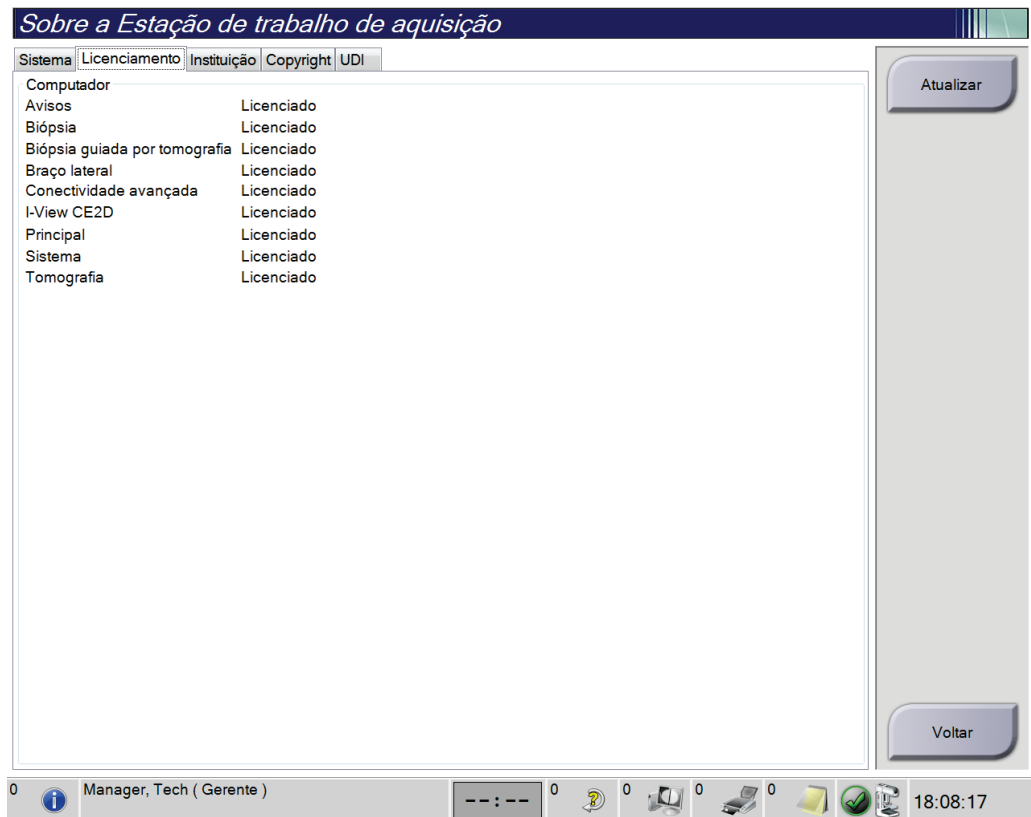 Sobre a Estação de trabalho de aquisição
Sistema Licenciamento Instituição Copyright UDI
Atualizar
Computador
Avisos Licenciado
Biópsia Licenciado
Biópsia guiada por tomografia Licenciado
Braço lateral Licenciado
Conectividade avançada Licenciado
I-View CE2D Licenciado
Principal Licenciado
Sistema Licenciado
Tomografia Licenciado
Voltar
0 Manager, Tech ( Gerente ) --:-- 0 0 0 0 18:08:17